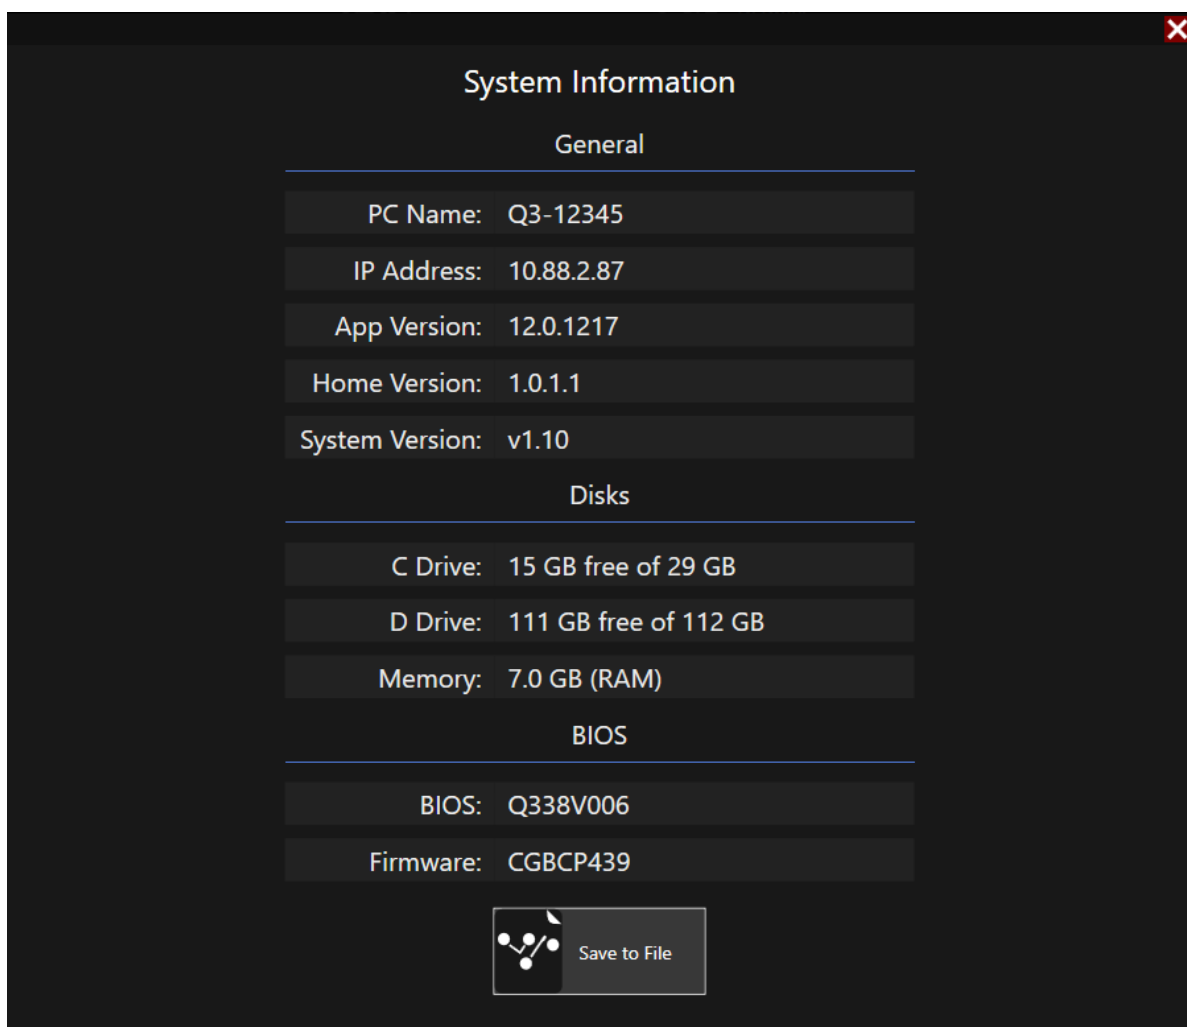 System Information
General
PC Name: Q3-12345
IP Address: 10.88.2.87
App Version: 12.0.1217
Home Version: 1.0.1.1
System Version: v1.10
Disks
C Drive: 15 GB free of 29 GB
D Drive: 111 GB free of 112 GB
Memory: 7.0 GB (RAM)
BIOS
BIOS: Q338V006
Firmware: CGBCP439
Save to File